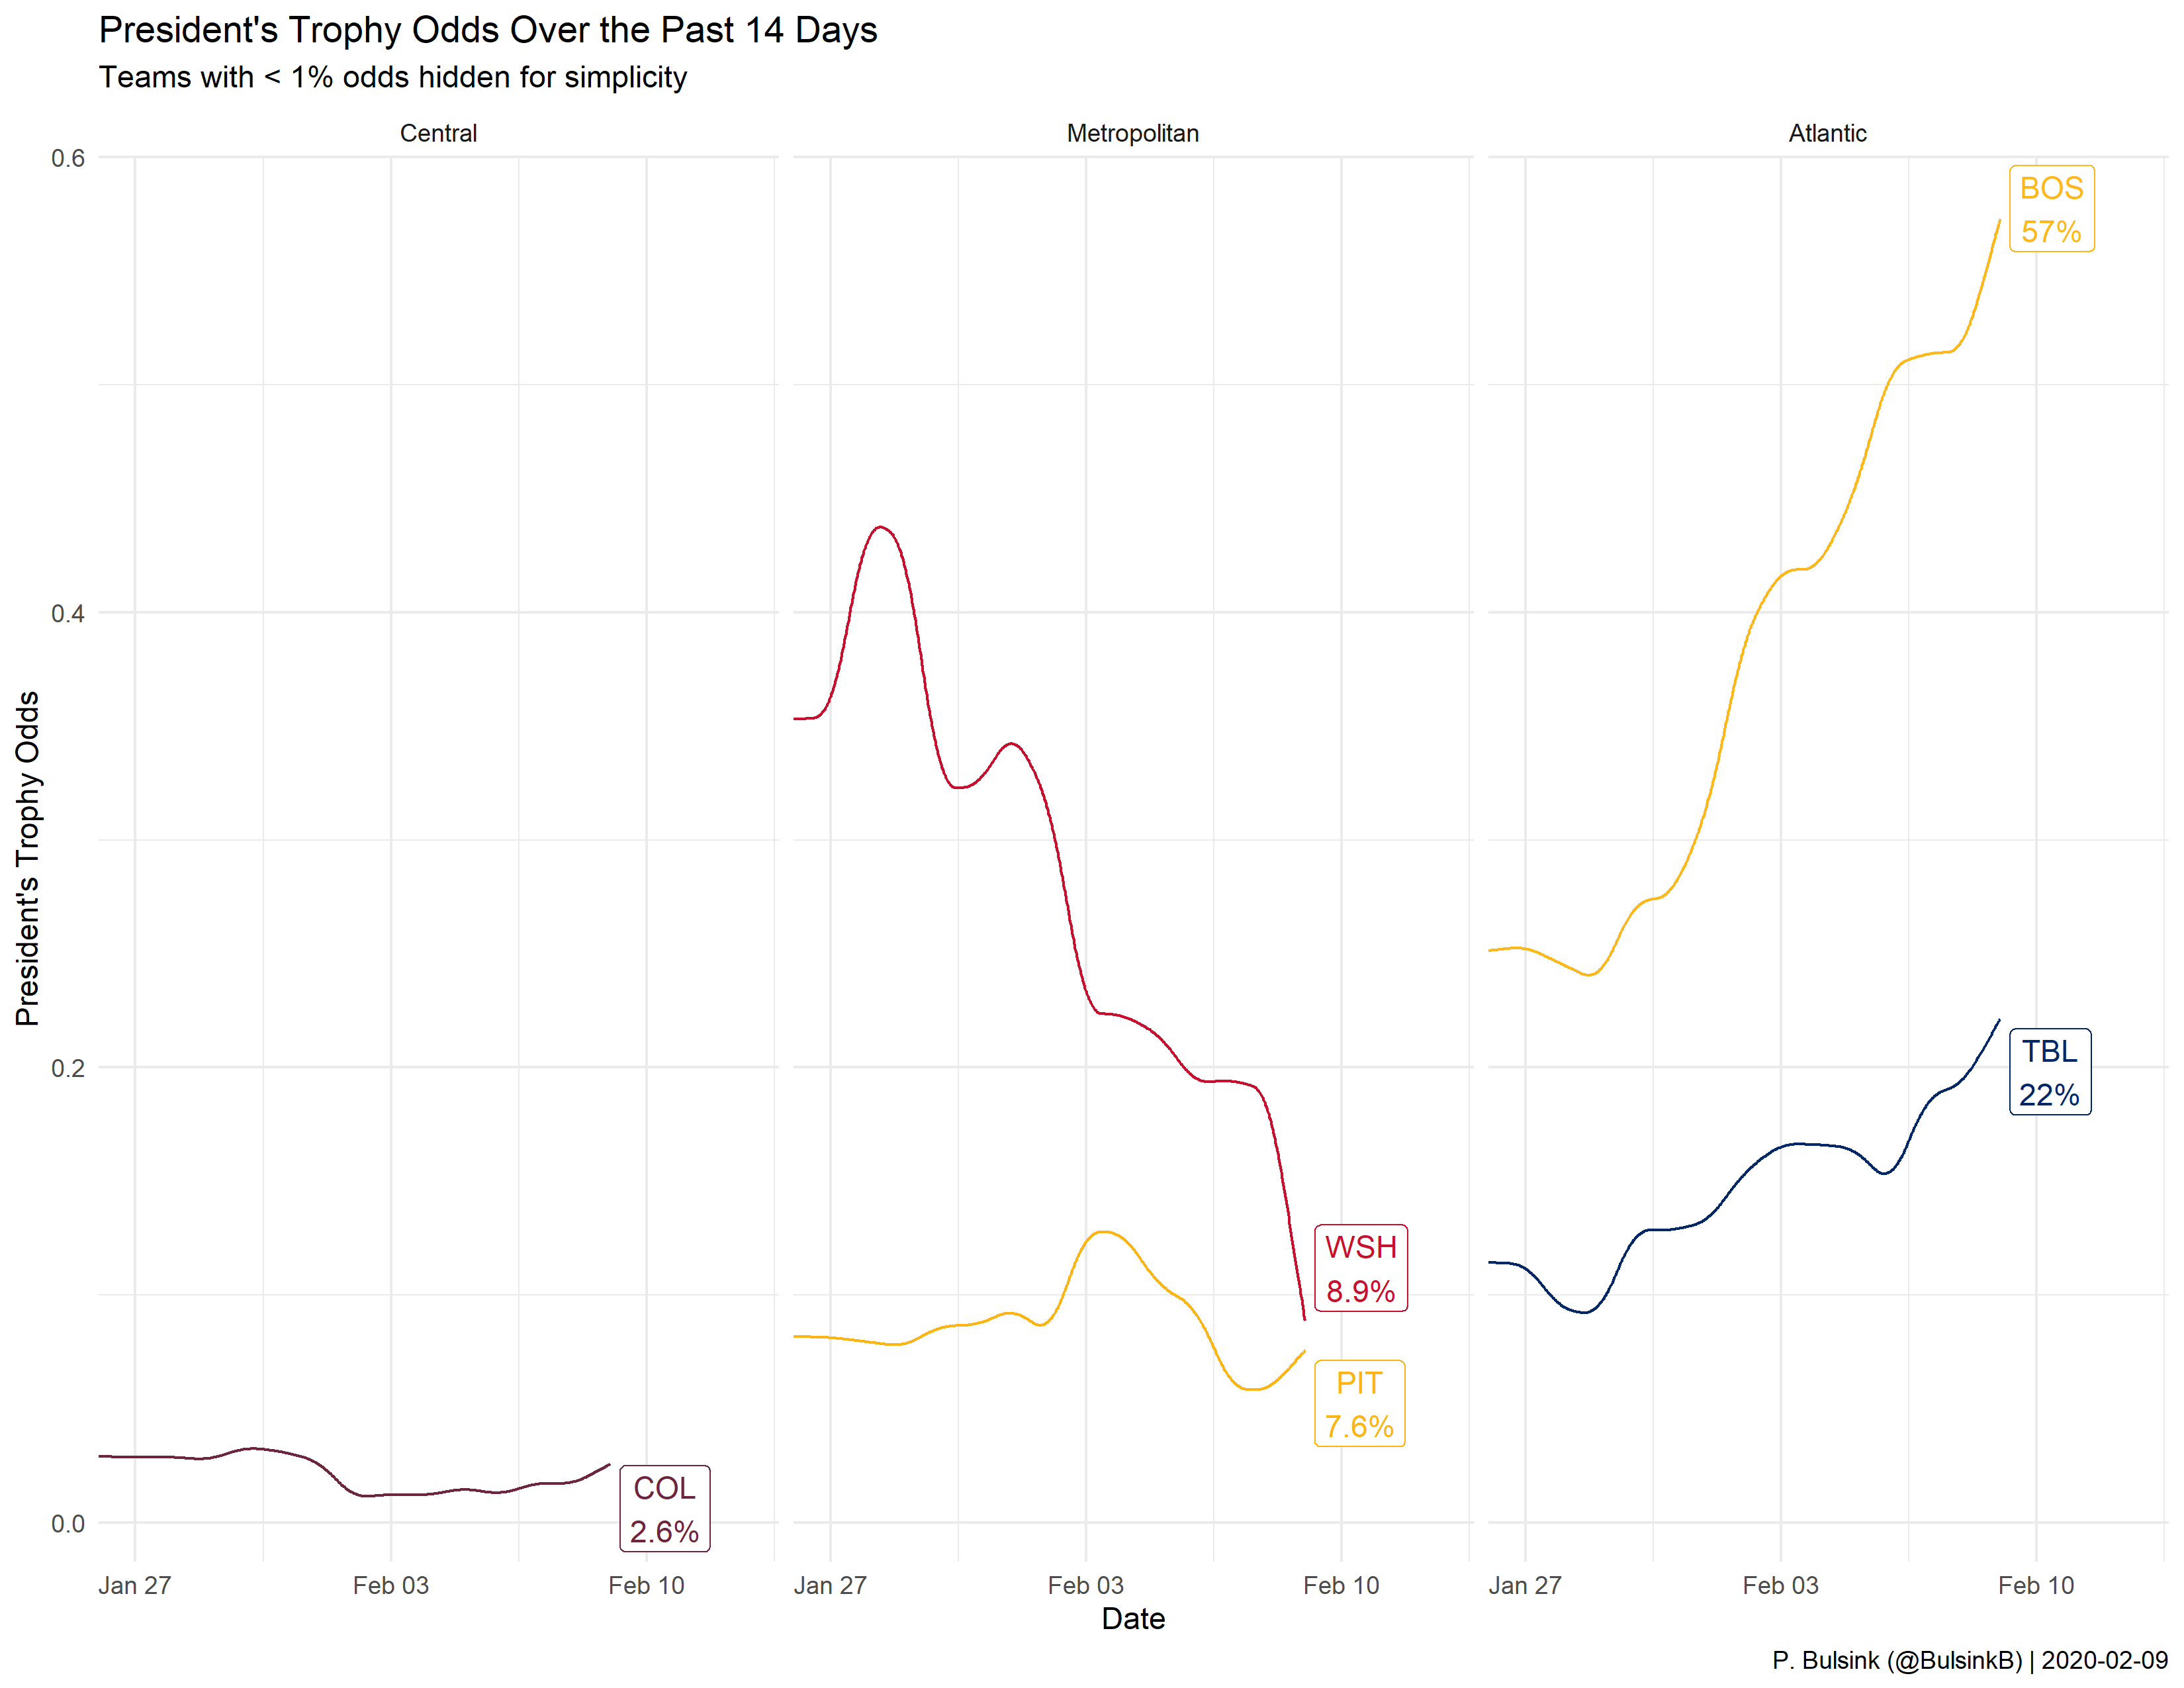 President's Trophy Odds Over the Past 14 Days
Teams with < 1% odds hidden for simplicity
Central
Metropolitan
Atlantic
0.6
0.4
0.2
0.0
President's Trophy Odds
BOS
57%
TBL
22%
WSH
8.9%
PIT
7.6%
COL
2.6%
Jan 27
Feb 03
Feb 10
Jan 27
Feb 03
Feb 10
Jan 27
Feb 03
Feb 10
Date
P. Bulsink (@BulsinkB) | 2020-02-09